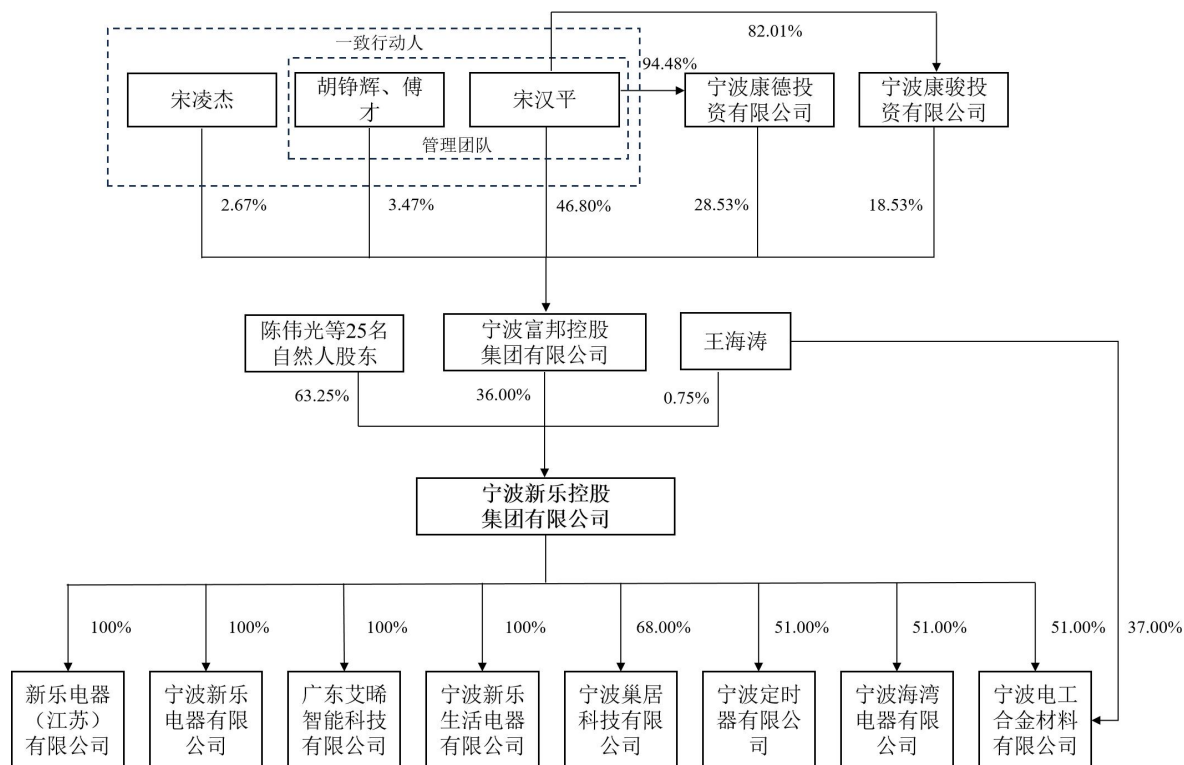 82.01%
一致行动人
94.48%
宋凌杰
胡铮辉、傅
才
宋汉平
宁波康德投
资有限公司
宁波康骏投
资有限公司
管理团队
2.67%
3.47%
46.80%
28.53%
18.53%
陈伟光等25名
自然人股东
宁波富邦控股
集团有限公司
王海涛
63.25%
36.00%
0.75%
宁波新乐控股
集团有限公司
100%
100%
100%
100%
68.00%
51.00%
51.00%
51.00%
37.00%
新乐电器
（江苏）
有限公司
宁波新乐
电器有限公
司
广东艾晞
智能科技
有限公司
宁波新乐
生活电器
有限公司
宁波巢居
科技有限公
司
宁波定时
器有限公
司
宁波海湾
电器有限公
司
宁波电工
合金材料
有限公司